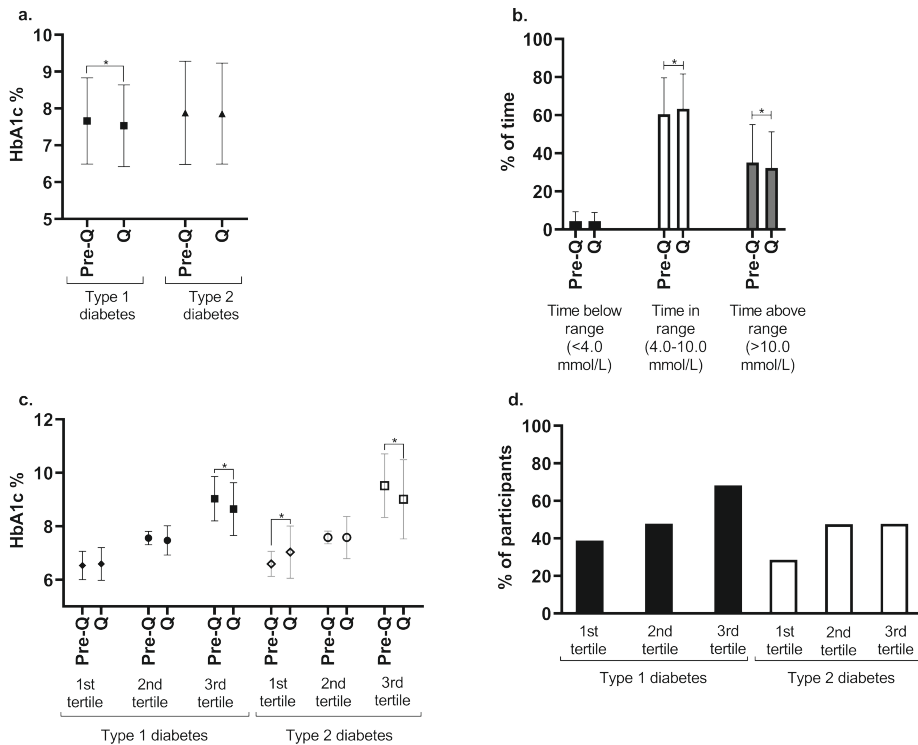 a.
HbA1c %
10
9
8
7
6
5
*
Pre-Q
Q
Pre-Q
Q
Type 1
diabetes
Type 2
diabetes
b.
% of time
100
80
60
40
20
0
*
*
Pre-Q
Q
Pre-Q
Q
Pre-Q
Q
Time below
range
(<4.0
mmol/L)
Time in
range
(4.0-10.0
mmol/L)
Time above
range
(>10.0
mmol/L)
c.
HbA1c %
12
10
8
6
*
*
*
Pre-Q
Q
Pre-Q
Q
Pre-Q
Q
Pre-Q
Q
Pre-Q
Q
Pre-Q
Q
1st
tertile
2nd
tertile
3rd
tertile
1st
tertile
2nd
tertile
3rd
tertile
Type 1 diabetes
Type 2 diabetes
d.
% of participants
100
80
60
40
20
0
1st
tertile
2nd
tertile
3rd
tertile
1st
tertile
2nd
tertile
3rd
tertile
Type 1 diabetes
Type 2 diabetes